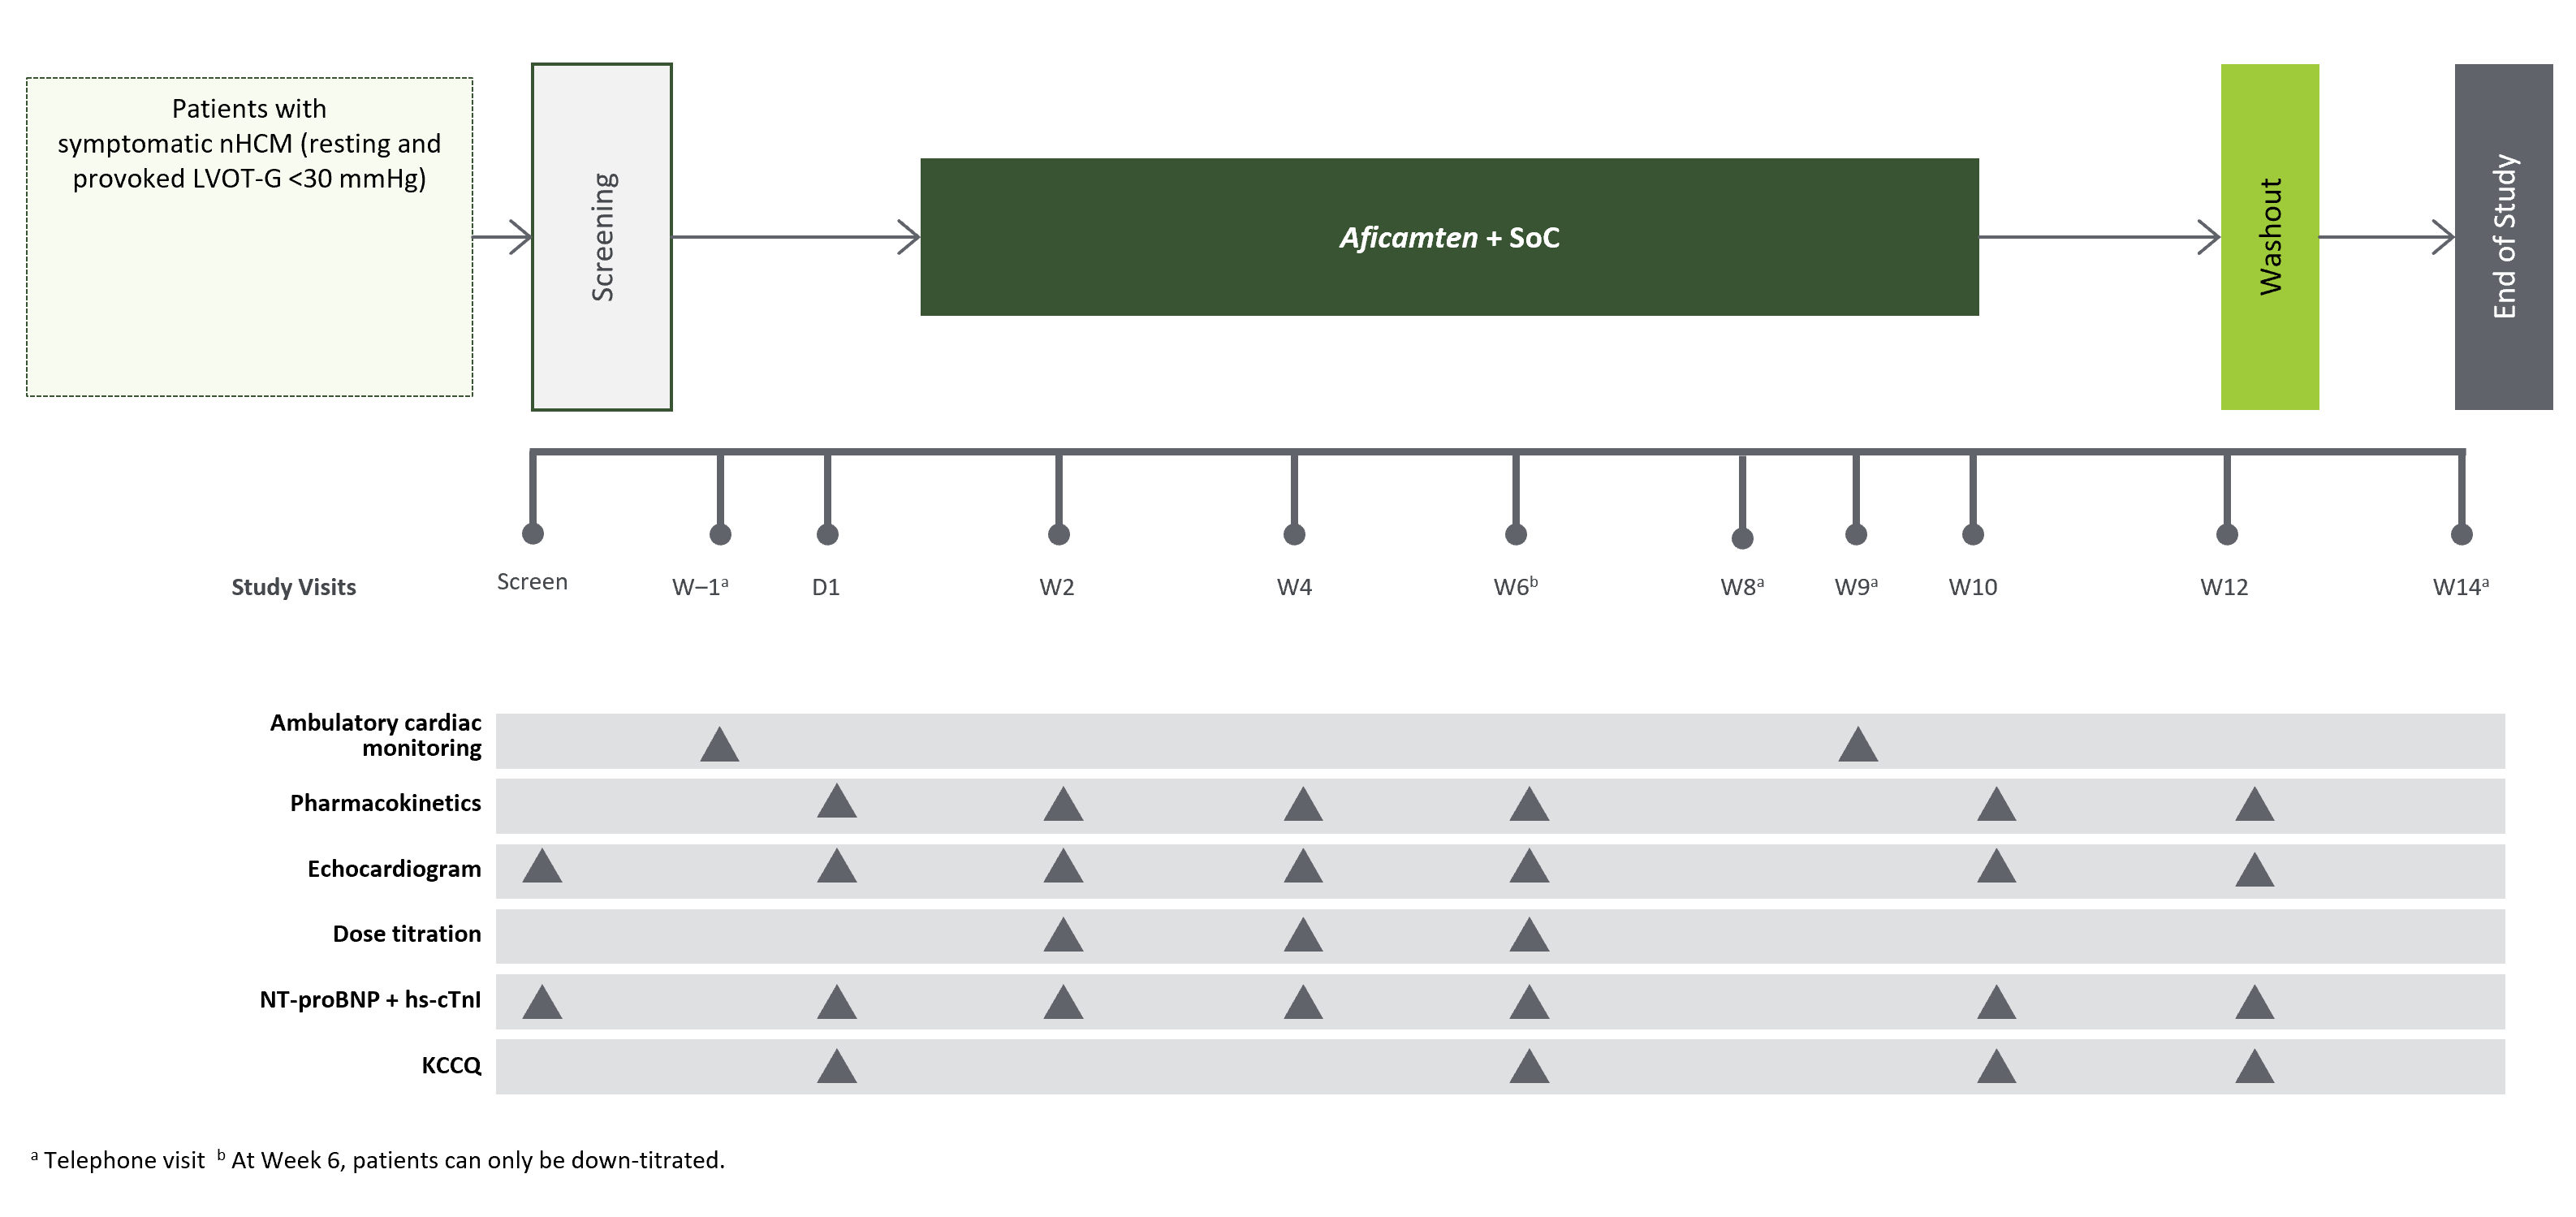 Patients with
symptomatic nHCM (resting and
provoked LVOT-G <30 mmHg)
Screening
Aficamten + SoC
Washout
End of Study
Study Visits
Screen
W–1ᵃ
D1
W2
W4
W6ᵇ
W8ᵃ
W9ᵃ
W10
W12
W14ᵃ
Ambulatory cardiac
monitoring
Pharmacokinetics
Echocardiogram
Dose titration
NT-proBNP + hs-cTnI
KCCQ
ᵃ Telephone visit ᵇ At Week 6, patients can only be down-titrated.